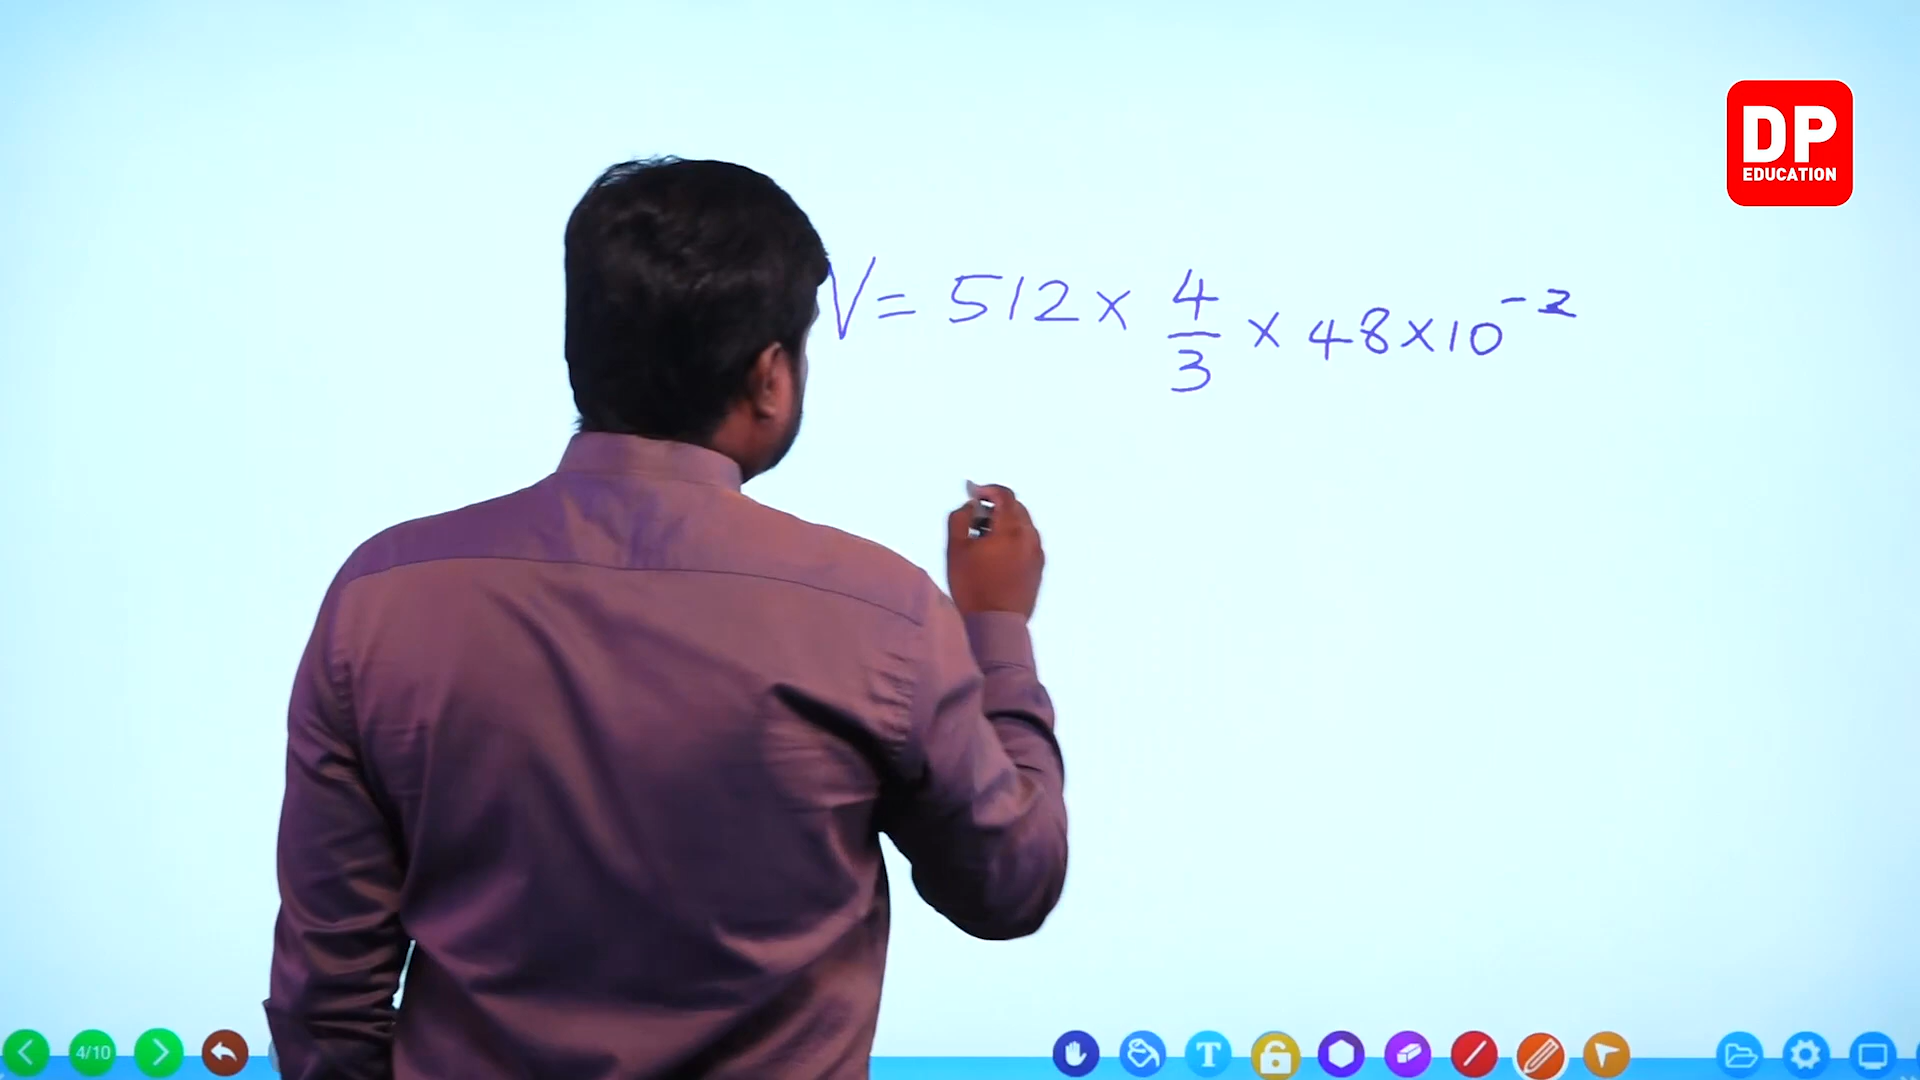 DP
EDUCATION
V = 512 × 4/3 × 48 × 10⁻²
4/10
T